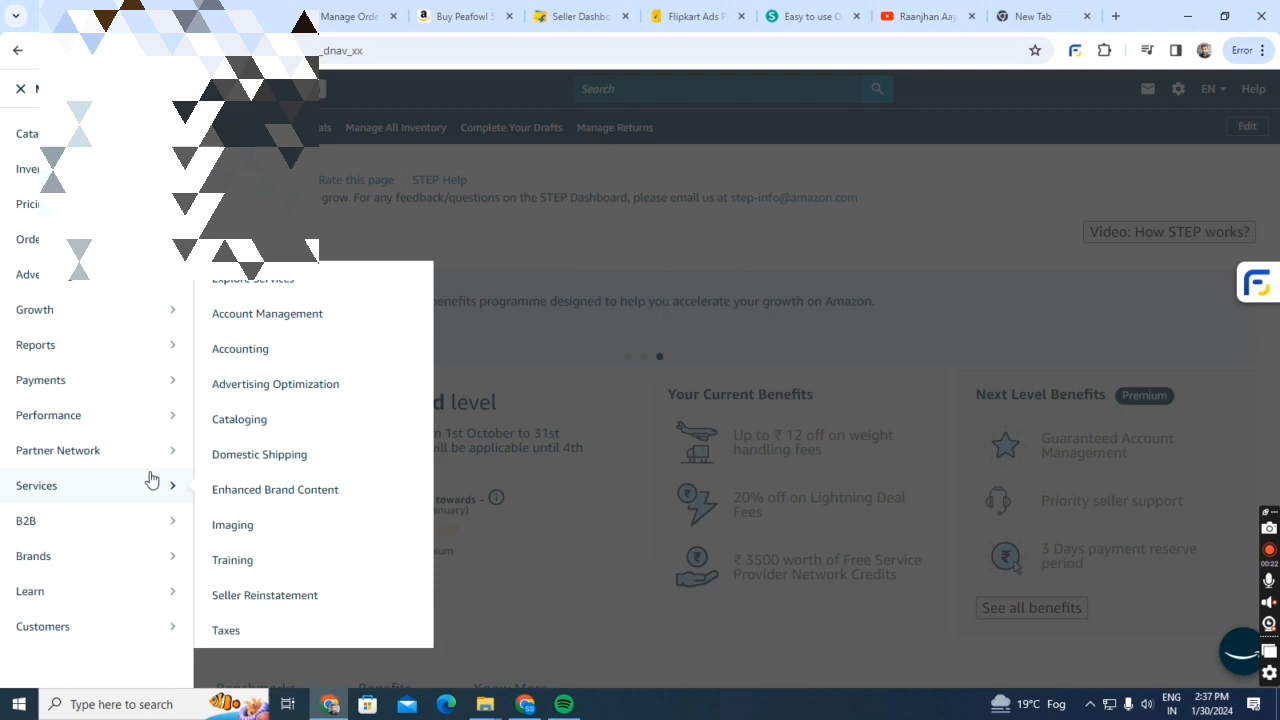 Manage Orde
Buy Peafowl S
Seller Dashbo
Flipkart Ads P
Easy to use O
Raanjhan Aay
New Tab
_dnav_xx
Error
Search
EN
Help
Cata
Inve
Prici
Orde
Adve
Growth
Reports
Payments
Performance
Partner Network
Services
B2B
Brands
Learn
Customers
als
Manage All Inventory
Complete Your Drafts
Manage Returns
Edit
Rate this page
STEP Help
grow. For any feedback/questions on the STEP Dashboard, please email us at step-info@amazon.com
Video: How STEP works?
Explore Services
Account Management
Accounting
Advertising Optimization
Cataloging
Domestic Shipping
Enhanced Brand Content
Imaging
Training
Seller Reinstatement
Taxes
benefits programme designed to help you accelerate your growth on Amazon.
d level
m 1st October to 31st
will be applicable until 4th
towards –
nuary)
ium
Your Current Benefits
Up to ₹ 12 off on weight
handling fees
20% off on Lightning Deal
Fees
₹ 3500 worth of Free Service
Provider Network Credits
Next Level Benefits
Premium
Guaranteed Account
Management
Priority seller support
3 Days payment reserve
period
See all benefits
00:22
Benchmarks
Benefits
Know More
Type here to search
19°C Fog
ENG
IN
2:37 PM
1/30/2024